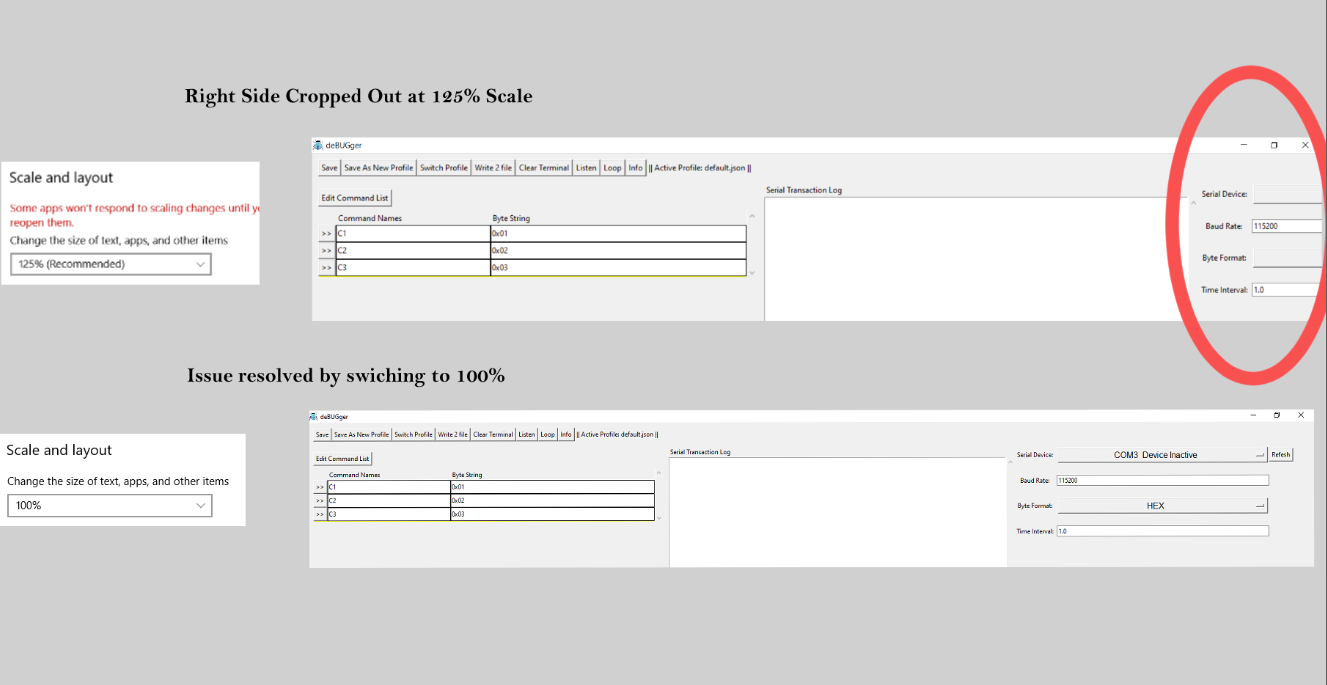 Right Side Cropped Out at 125% Scale
deBUGger
Save Save As New Profile Switch Profile Write 2 file Clear Terminal Listen Loop Info || Active Profile: default.json ||
Scale and layout
Some apps won't respond to scaling changes until y
reopen them.
Change the size of text, apps, and other items
125% (Recommended)
Edit Command List
Command Names Byte String
>> C1 0x01
>> C2 0x02
>> C3 0x03
Serial Transaction Log
Serial Device:
Baud Rate: 115200
Byte Format:
Time Interval: 1.0
Issue resolved by swiching to 100%
deBUGger
Save Save As New Profile Switch Profile Write 2 file Clear Terminal Listen Loop Info || Active Profile: default.json ||
Scale and layout
Change the size of text, apps, and other items
100%
Edit Command List
Command Names Byte String
>> C1 0x01
>> C2 0x02
>> C3 0x03
Serial Transaction Log
Serial Device: COM3 Device Inactive Refesh
Baud Rate: 115200
Byte Format: HEX
Time Interval: 1.0